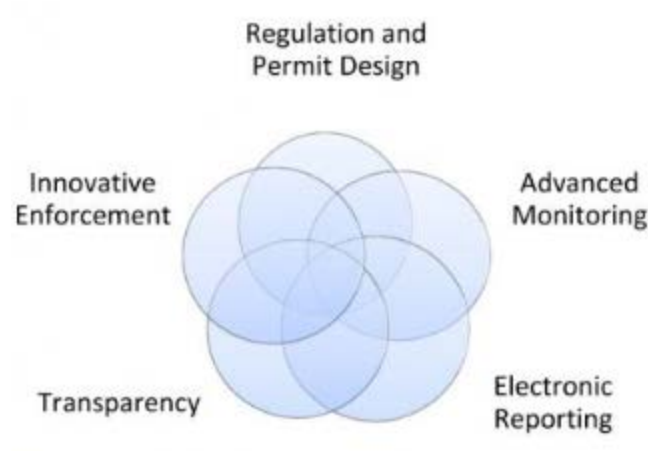 Regulation and
Permit Design
Innovative
Enforcement
Advanced
Monitoring
Transparency
Electronic
Reporting